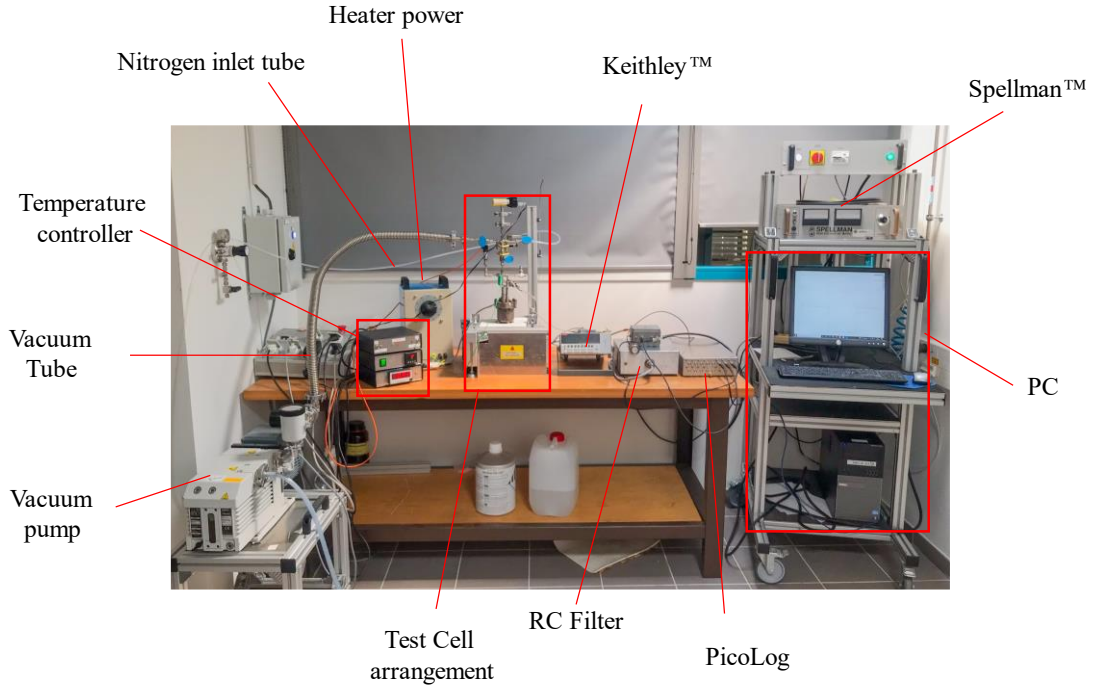 Heater power
Nitrogen inlet tube
Keithley™
Spellman™
Temperature
controller
SPELLMAN
Vacuum
Tube
PC
Vacuum
pump
RC Filter
Test Cell
arrangement
PicoLog